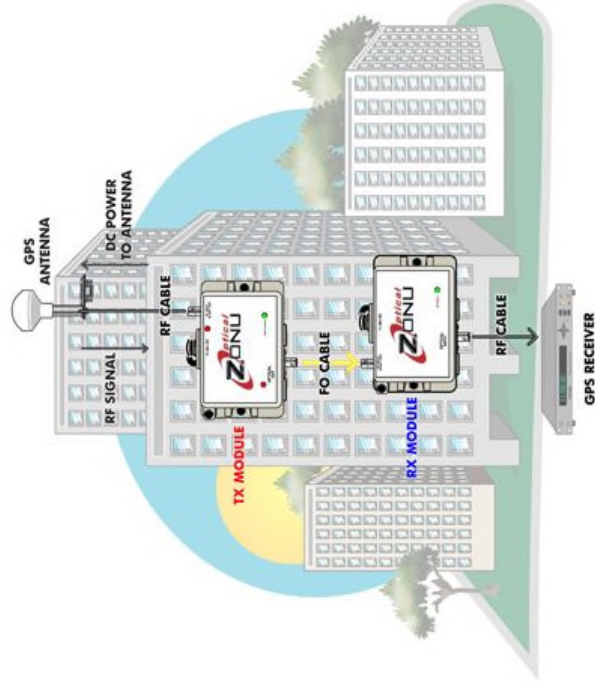 GPS
ANTENNA
DC POWER
TO ANTENNA
RF SIGNAL
RF CABLE
Optical
ZONU
TX MODULE
FO CABLE
Optical
ZONU
RX MODULE
RF CABLE
GPS RECEIVER